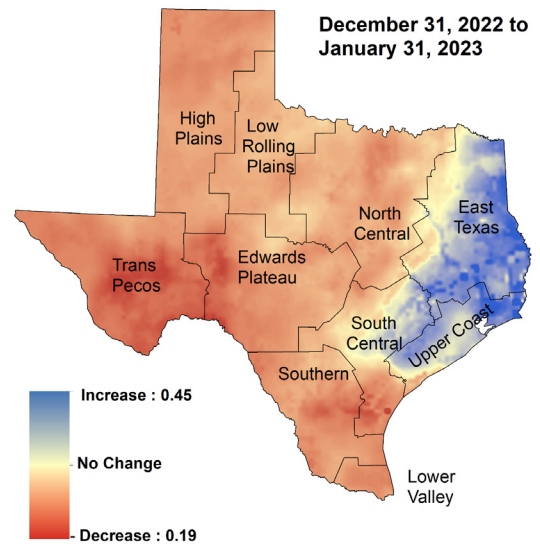 December 31, 2022 to
January 31, 2023
High
Plains
Low
Rolling
Plains
North
Central
East
Texas
Trans
Pecos
Edwards
Plateau
South
Central
Upper Coast
Southern
Lower
Valley
Increase : 0.45
No Change
- Decrease : 0.19